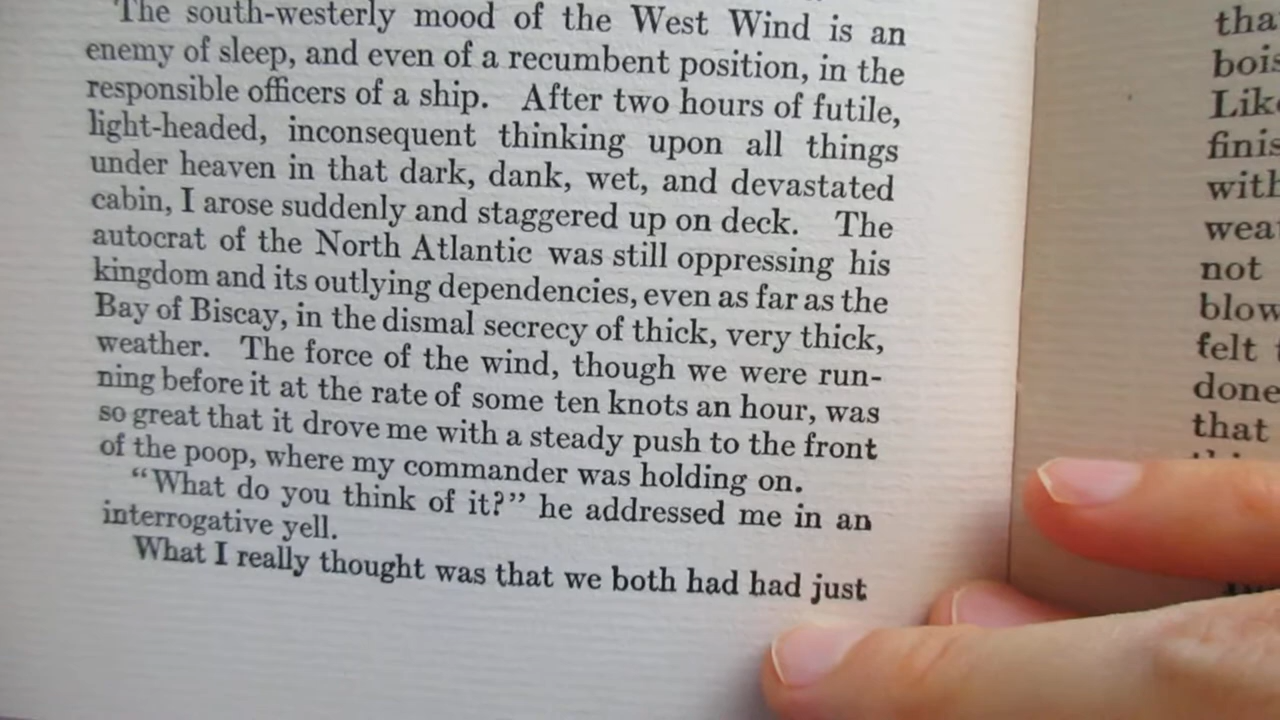 The south-westerly mood of the West Wind is an
enemy of sleep, and even of a recumbent position, in the
responsible officers of a ship. After two hours of futile,
light-headed, inconsequent thinking upon all things
under heaven in that dark, dank, wet, and devastated
cabin, I arose suddenly and staggered up on deck. The
autocrat of the North Atlantic was still oppressing his
kingdom and its outlying dependencies, even as far as the
Bay of Biscay, in the dismal secrecy of thick, very thick,
weather. The force of the wind, though we were run-
ning before it at the rate of some ten knots an hour, was
so great that it drove me with a steady push to the front
of the poop, where my commander was holding on.
"What do you think of it?" he addressed me in an
interrogative yell.
What I really thought was that we both had had just
not
felt
done
that